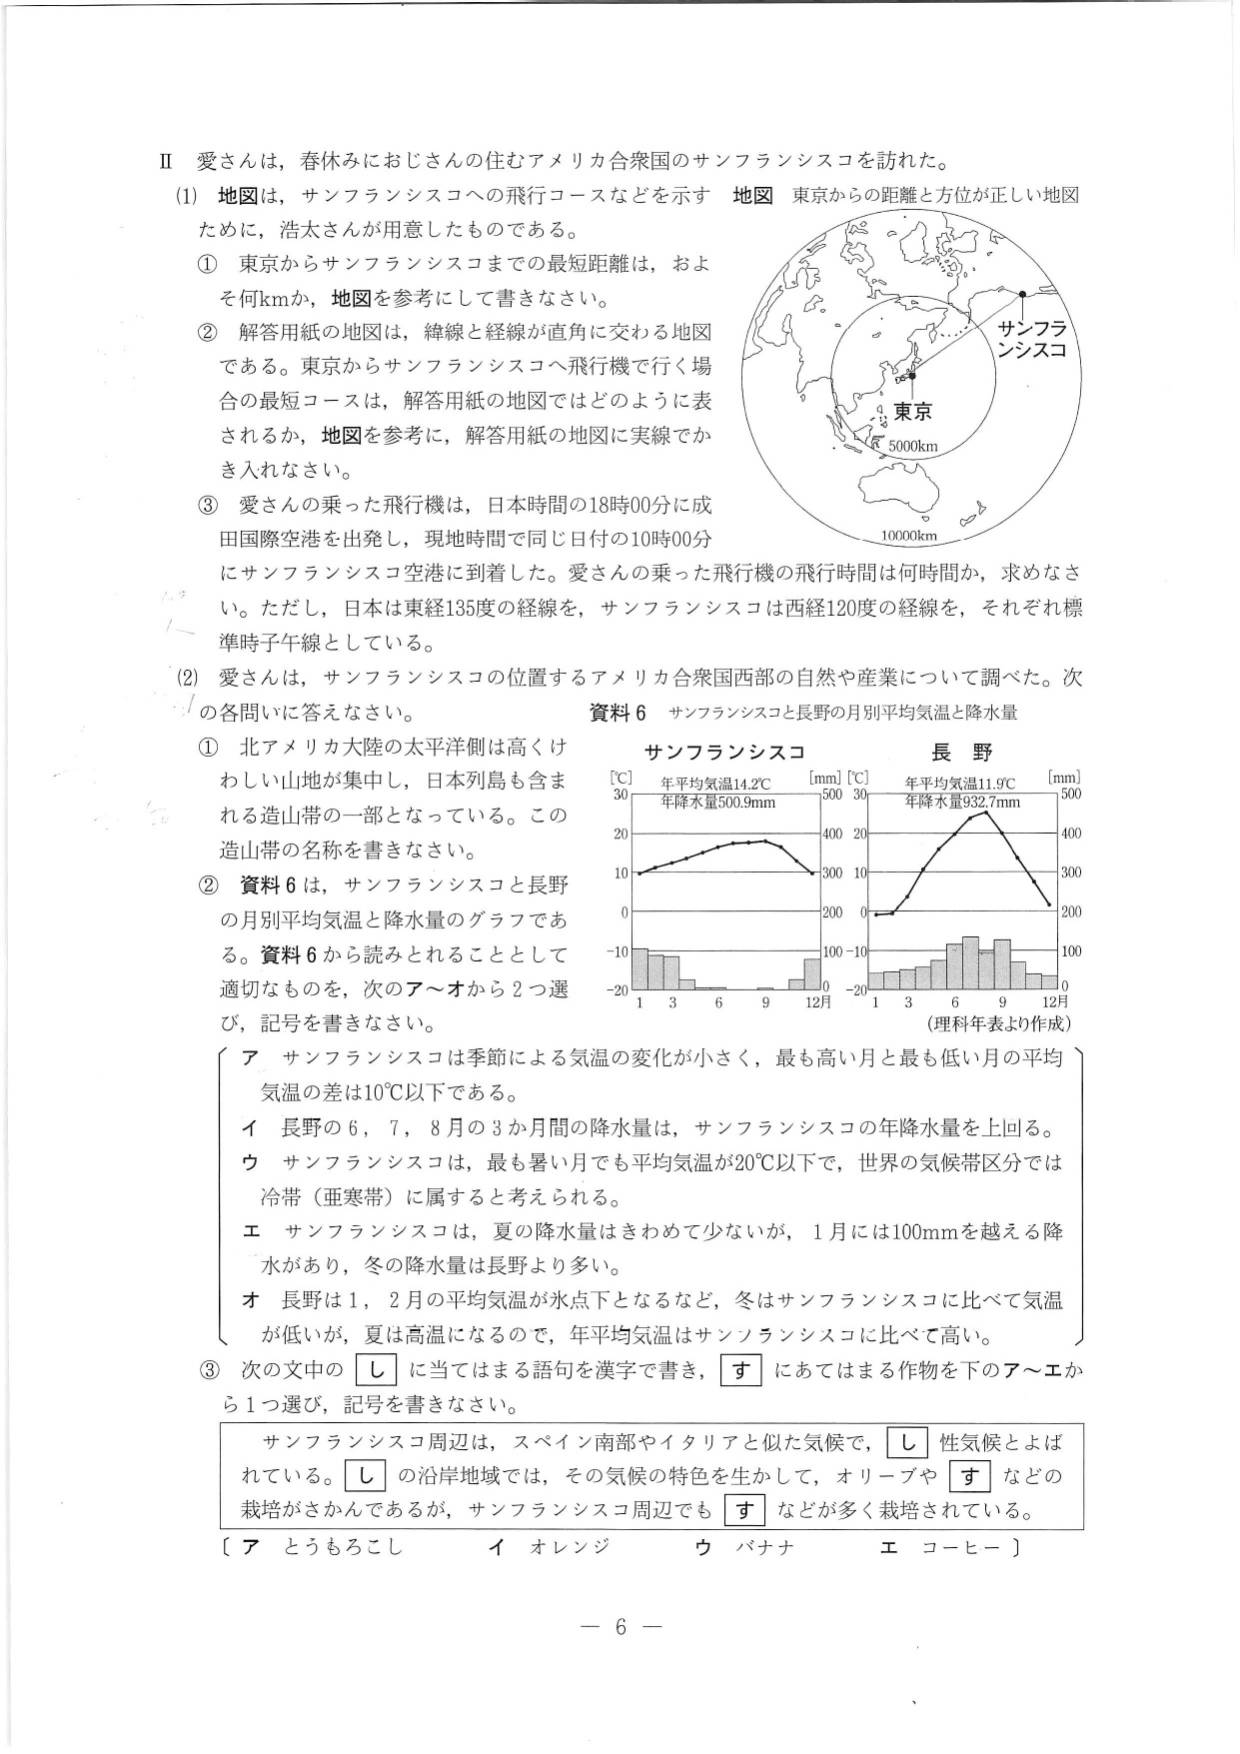 Ⅱ 愛さんは，春休みにおじさんの住むアメリカ合衆国のサンフランシスコを訪れた。
(1) 地図は，サンフランシスコへの飛行コースなどを示す
ために，浩太さんが用意したものである。
① 東京からサンフランシスコまでの最短距離は，およ
そ何kmか，地図を参考にして書きなさい。
② 解答用紙の地図は，緯線と経線が直角に交わる地図
である。東京からサンフランシスコへ飛行機で行く場
合の最短コースは，解答用紙の地図ではどのように表
されるか，地図を参考に，解答用紙の地図に実線でか
き入れなさい。
③ 愛さんの乗った飛行機は，日本時間の18時00分に成
田国際空港を出発し，現地時間で同じ日付の10時00分
地図 東京からの距離と方位が正しい地図
サンフラ
ンシスコ
東京
5000km
10000km
にサンフランシスコ空港に到着した。愛さんの乗った飛行機の飛行時間は何時間か，求めなさ
い。ただし，日本は東経135度の経線を，サンフランシスコは西経120度の経線を，それぞれ標
準時子午線としている。
(2) 愛さんは，サンフランシスコの位置するアメリカ合衆国西部の自然や産業について調べた。次
の各問いに答えなさい。
① 北アメリカ大陸の太平洋側は高くけ
わしい山地が集中し，日本列島も含ま
れる造山帯の一部となっている。この
造山帯の名称を書きなさい。
② 資料6は，サンフランシスコと長野
の月別平均気温と降水量のグラフであ
る。資料6から読みとれることとして
適切なものを，次のア～オから2つ選
び，記号を書きなさい。
資料6 サンフランシスコと長野の月別平均気温と降水量
サンフランシスコ 長 野
[℃] 年平均気温14.2℃ [mm] [℃] 年平均気温11.9℃ [mm]
30 年降水量500.9mm 500 30 年降水量932.7mm 500
20 400 20 400
10 300 10 300
0 200 0 200
-10 100 -10 100
-20 0 -20 0
1 3 6 9 12月 1 3 6 9 12月
(理科年表より作成)
ア サンフランシスコは季節による気温の変化が小さく，最も高い月と最も低い月の平均
気温の差は10℃以下である。
イ 長野の6，7，8月の3か月間の降水量は，サンフランシスコの年降水量を上回る。
ウ サンフランシスコは，最も暑い月でも平均気温が20℃以下で，世界の気候帯区分では
冷帯（亜寒帯）に属すると考えられる。
エ サンフランシスコは，夏の降水量はきわめて少ないが，1月には100mmを越える降
水があり，冬の降水量は長野より多い。
オ 長野は1，2月の平均気温が氷点下となるなど，冬はサンフランシスコに比べて気温
が低いが，夏は高温になるので，年平均気温はサンフランシスコに比べて高い。
③ 次の文中の し に当てはまる語句を漢字で書き， す にあてはまる作物を下のア～エか
ら1つ選び，記号を書きなさい。
サンフランシスコ周辺は，スペイン南部やイタリアと似た気候で， し 性気候とよば
れている。 し の沿岸地域では，その気候の特色を生かして，オリーブや す などの
栽培がさかんであるが，サンフランシスコ周辺でも す などが多く栽培されている。
〔 ア とうもろこし イ オレンジ ウ バナナ エ コーヒー 〕
— 6 —